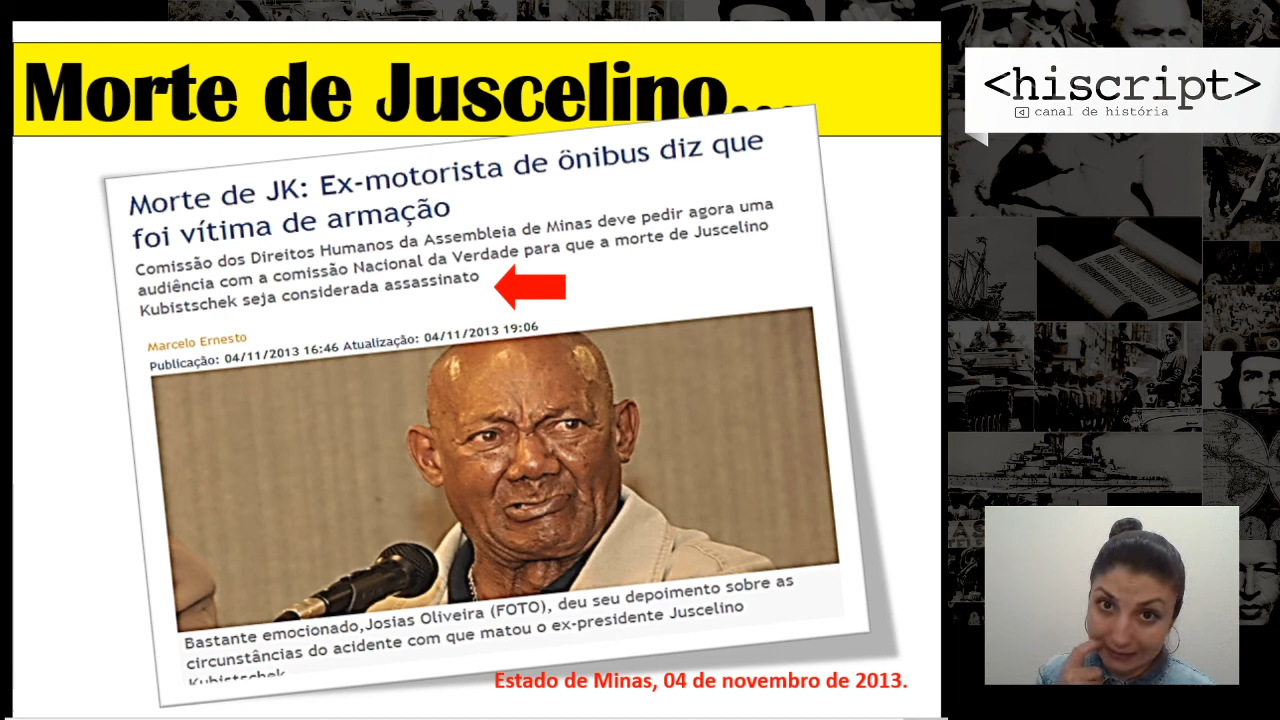 Morte de Juscelino...
<hiscript>
canal de história
Morte de JK: Ex-motorista de ônibus diz que
foi vítima de armação
Comissão dos Direitos Humanos da Assembleia de Minas deve pedir agora uma
audiência com a comissão Nacional da Verdade para que a morte de Juscelino
Kubistschek seja considerada assassinato
Marcelo Ernesto
Publicação: 04/11/2013 16:46 Atualização: 04/11/2013 19:06
Bastante emocionado,Josias Oliveira (FOTO), deu seu depoimento sobre as
circunstâncias do acidente com que matou o ex-presidente Juscelino
Kubistschek
Estado de Minas, 04 de novembro de 2013.